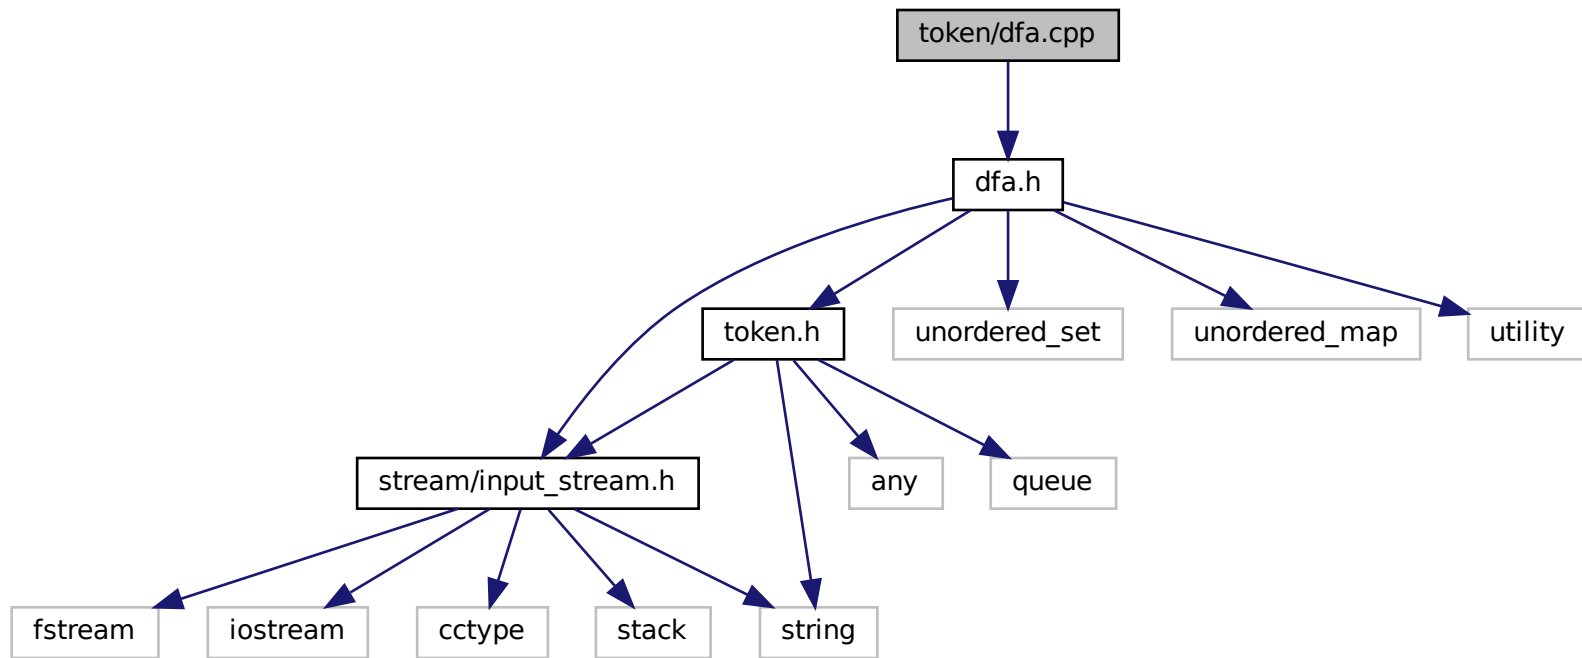 token/dfa.cpp
dfa.h
token.h
unordered_set
unordered_map
utility
stream/input_stream.h
any
queue
fstream
iostream
cctype
stack
string